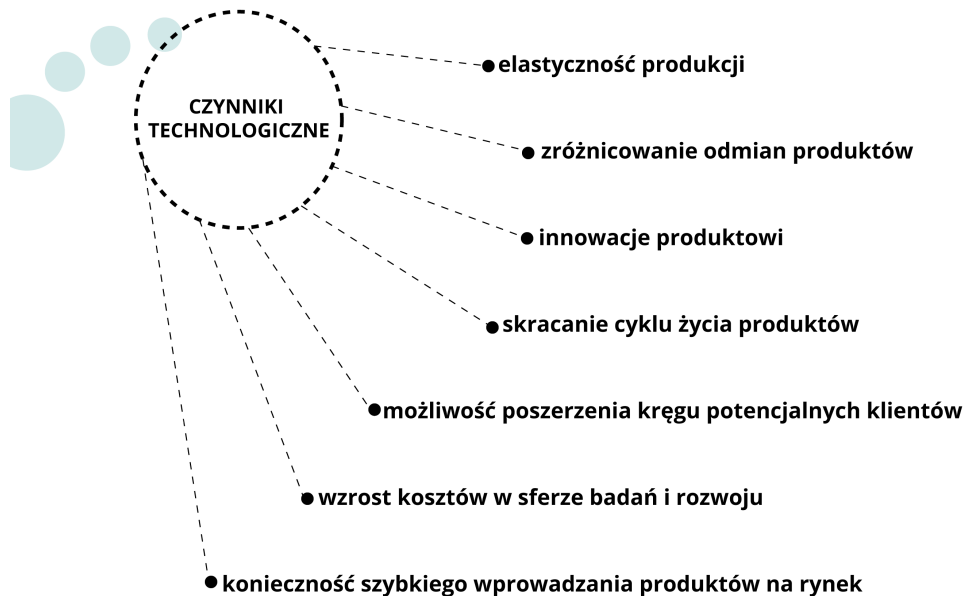 CZYNNIKI
TECHNOLOGICZNE
elastyczność produkcji
zróżnicowanie odmian produktów
innowacje produktowi
skracanie cyklu życia produktów
możliwość poszerzenia kręgu potencjalnych klientów
wzrost kosztów w sferze badań i rozwoju
konieczność szybkiego wprowadzania produktów na rynek